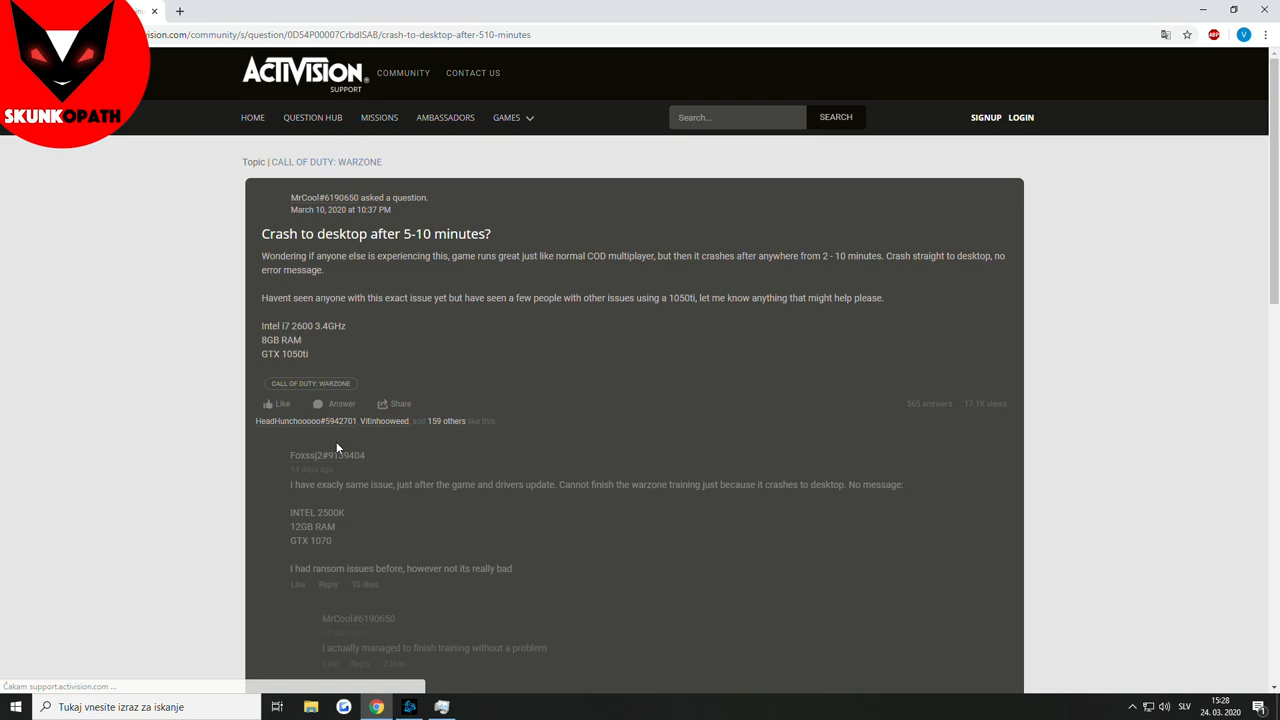 inu
.com/community/s/question/0D54P00007CrbdlSAB/crash-to-desktop-after-510-minutes
ABP
V
SKUNKOPATH
ACTIVISION®
SUPPORT
COMMUNITY CONTACT US
HOME QUESTION HUB MISSIONS AMBASSADORS GAMES
Search...
SEARCH
SIGNUP LOGIN
Topic | CALL OF DUTY: WARZONE
MrCool#6190650 asked a question.
March 10, 2020 at 10:37 PM
Crash to desktop after 5-10 minutes?
Wondering if anyone else is experiencing this, game runs great just like normal COD multiplayer, but then it crashes after anywhere from 2 - 10 minutes. Crash straight to desktop, no
error message.
Havent seen anyone with this exact issue yet but have seen a few people with other issues using a 1050ti, let me know anything that might help please.
Intel i7 2600 3.4GHz
8GB RAM
GTX 1050ti
CALL OF DUTY: WARZONE
Like Answer Share
565 answers 17.1K views
HeadHunchooooo#5942701, Vitinhooweed, and 159 others like this.
Foxssj2#9139404
14 days ago
I have exacly same issue, just after the game and drivers update. Cannot finish the warzone training just because it crashes to desktop. No message:
INTEL 2500K
12GB RAM
GTX 1070
I had ransom issues before, however not its really bad
Like Reply 10 likes
MrCool#6190650
14 days ago
i actually managed to finish training without a problem
Like Reply 2 likes
Čakam support.activision.com ...
Tukaj vnesite izraz za iskanje
SLV
15:28
24. 03. 2020
1